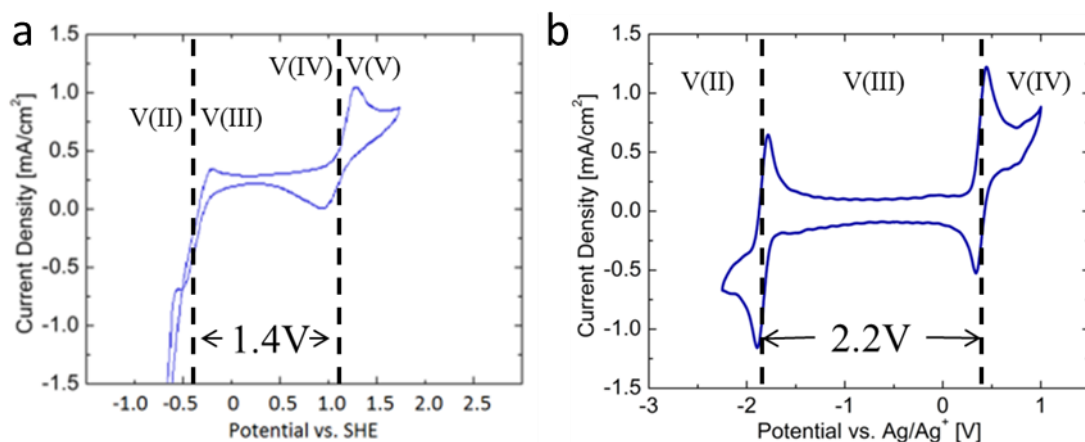 a
1.5
1.0
0.5
0.0
-0.5
-1.0
-1.5
Current Density [mA/cm²]
V(II)
V(III)
V(IV)
V(V)
1.4V
-1.0 -0.5 0 0.5 1.0 1.5 2.0 2.5
Potential vs. SHE
b
1.5
1.0
0.5
0.0
-0.5
-1.0
-1.5
Current Density [mA/cm²]
V(II)
V(III)
V(IV)
2.2V
-3 -2 -1 0 1
Potential vs. Ag/Ag⁺ [V]